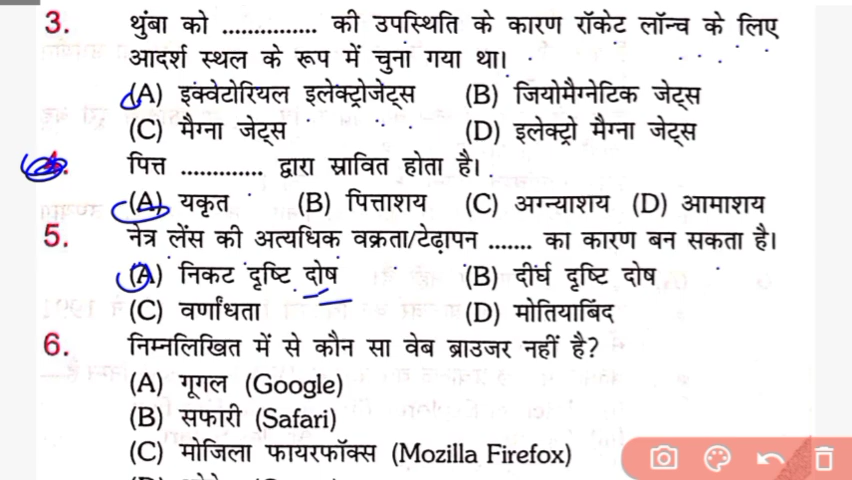 3. थुंबा को ............... की उपस्थिति के कारण रॉकेट लॉन्च के लिए
आदर्श स्थल के रूप में चुना गया था।
(A) इक्वेटोरियल इलेक्ट्रोजेट्स (B) जियोमैग्नेटिक जेट्स
(C) मैग्ना जेट्स (D) इलेक्ट्रो मैग्ना जेट्स
4. पित्त ............. द्वारा स्रावित होता है।
(A) यकृत (B) पित्ताशय (C) अग्न्याशय (D) आमाशय
5. नेत्र लेंस की अत्यधिक वक्रता/टेढ़ापन ....... का कारण बन सकता है।
(A) निकट दृष्टि दोष (B) दीर्घ दृष्टि दोष
(C) वर्णांधता (D) मोतियाबिंद
6. निम्नलिखित में से कौन सा वेब ब्राउजर नहीं है?
(A) गूगल (Google)
(B) सफारी (Safari)
(C) मोजिला फायरफॉक्स (Mozilla Firefox)